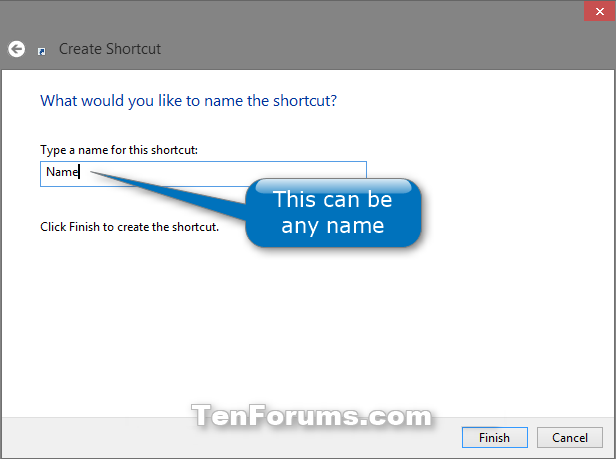 Create Shortcut
What would you like to name the shortcut?
Type a name for this shortcut:
Name
This can be
any name
Click Finish to create the shortcut.
TenForums.com
Finish
Cancel